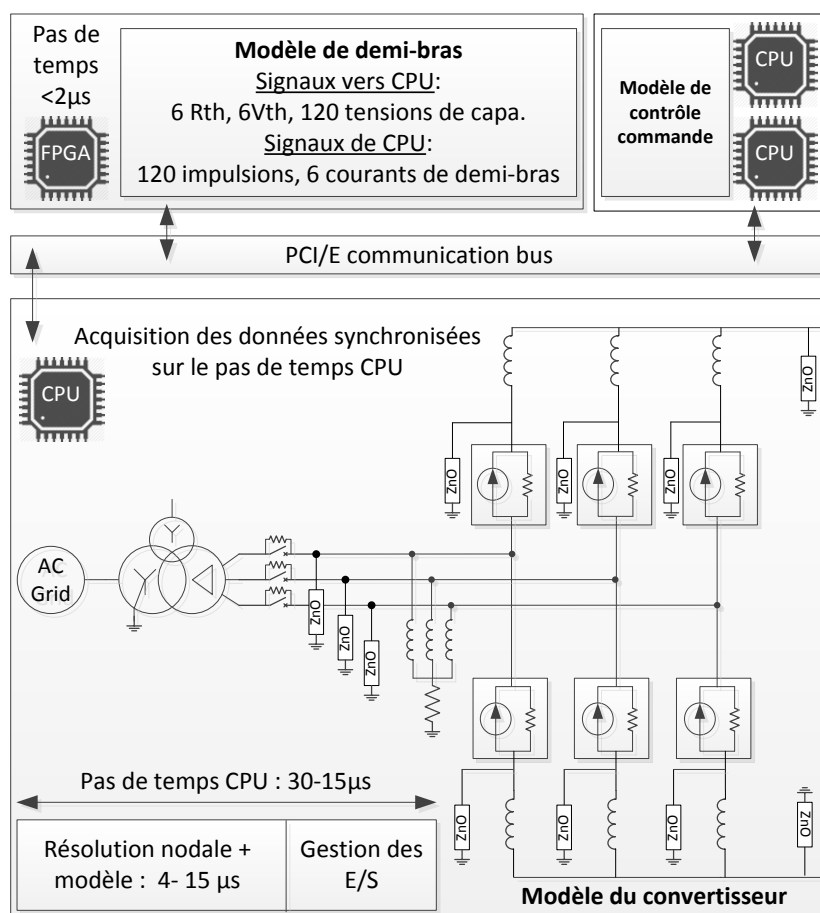 Pas de
temps
<2µs
FPGA
Modèle de demi-bras
Signaux vers CPU:
6 Rth, 6Vth, 120 tensions de capa.
Signaux de CPU:
120 impulsions, 6 courants de demi-bras
Modèle de
contrôle
commande
CPU
CPU
PCI/E communication bus
Acquisition des données synchronisées
sur le pas de temps CPU
CPU
ZnO
ZnO
ZnO
ZnO
AC
Grid
ZnO
ZnO
ZnO
Pas de temps CPU : 30-15µs
ZnO
ZnO
ZnO
ZnO
Résolution nodale +
modèle : 4- 15 µs
Gestion des
E/S
Modèle du convertisseur